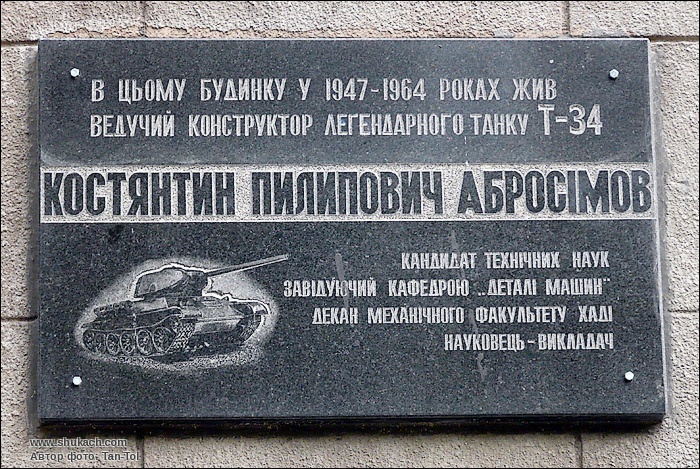 В ЦЬОМУ БУДИНКУ У 1947-1964 РОКАХ ЖИВ
ВЕДУЧИЙ КОНСТРУКТОР ЛЕГЕНДАРНОГО ТАНКУ Т-34
КОСТЯНТИН ПИЛИПОВИЧ АБРОСІМОВ
КАНДИДАТ ТЕХНІЧНИХ НАУК
ЗАВІДУЮЧИЙ КАФЕДРОЮ „ДЕТАЛІ МАШИН"
ДЕКАН МЕХАНІЧНОГО ФАКУЛЬТЕТУ ХАДІ
НАУКОВЕЦЬ-ВИКЛАДАЧ
www.shukach.com
Автор фото- Tan-Tol